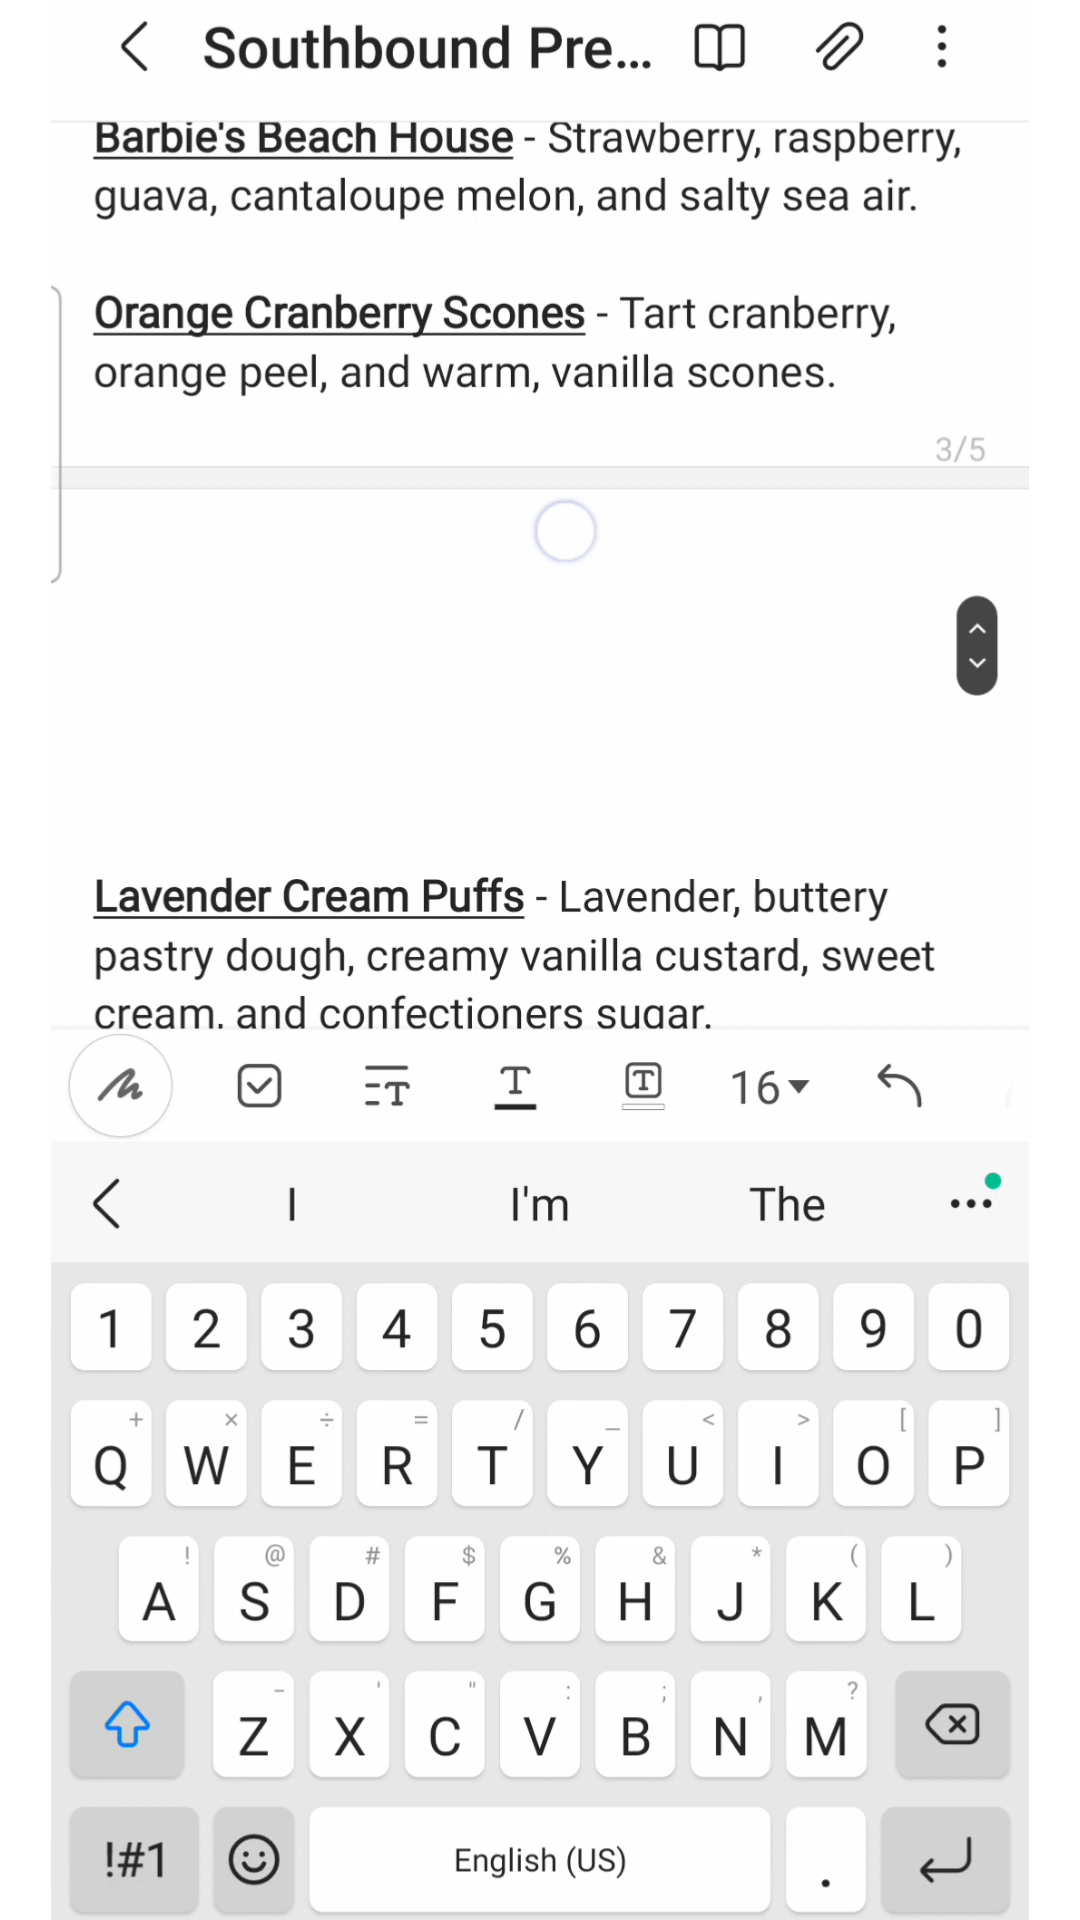 Southbound Pre...
Barbie's Beach House - Strawberry, raspberry,
guava, cantaloupe melon, and salty sea air.
Orange Cranberry Scones - Tart cranberry,
orange peel, and warm, vanilla scones.
3/5
Lavender Cream Puffs - Lavender, buttery
pastry dough, creamy vanilla custard, sweet
cream, and confectioners sugar.
T T T 16
I I'm The ...
1 2 3 4 5 6 7 8 9 0
+ × ÷ = / _ < > [ ]
Q W E R T Y U I O P
! @ # $ % & * ( )
A S D F G H J K L
- ' " : ; , ?
Z X C V B N M
!#1 English (US) .